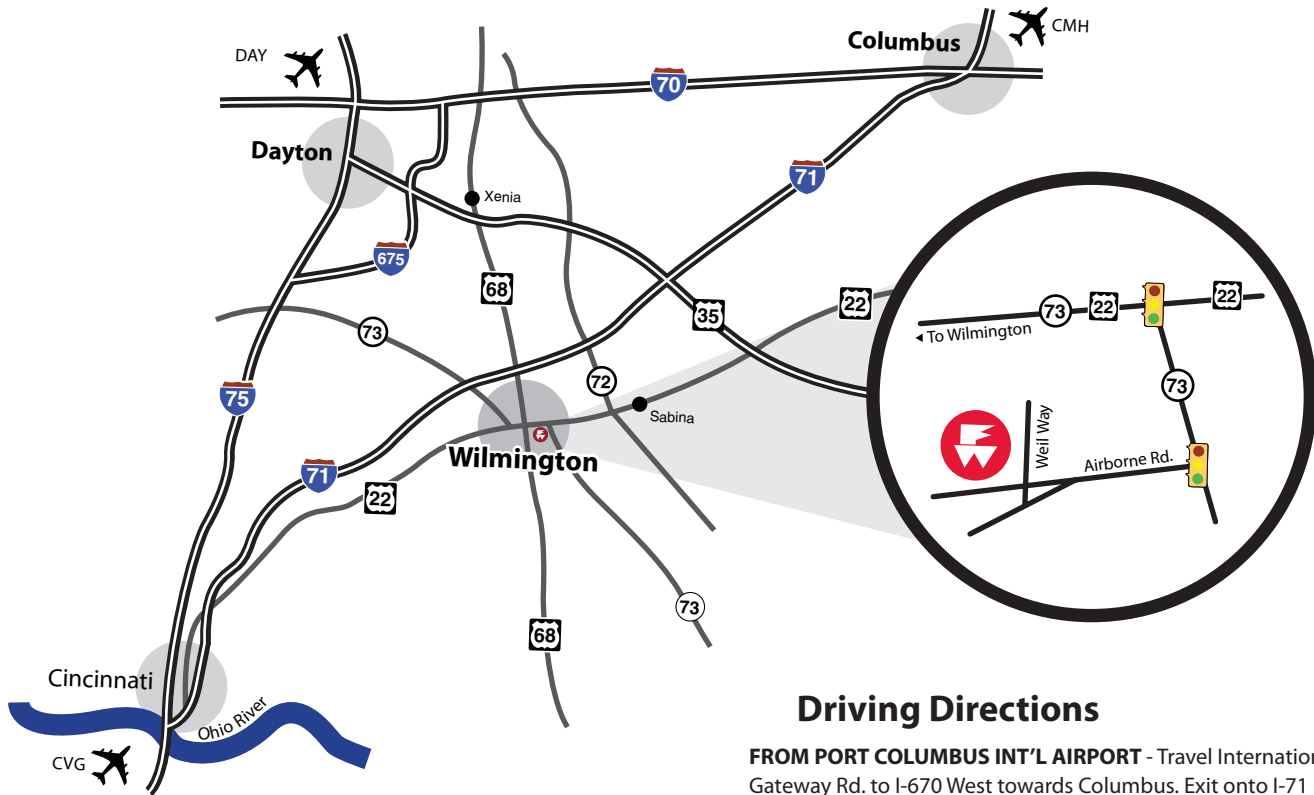 DAY
Columbus
CMH
70
Dayton
71
Xenia
675
68
35
22
73
73
22
22
To Wilmington
72
73
75
Sabina
Weil Way
Airborne Rd.
Wilmington
71
22
73
68
Cincinnati
Ohio River
CVG
Driving Directions
FROM PORT COLUMBUS INT'L AIRPORT - Travel Internation
Gateway Rd. to I-670 West towards Columbus. Exit onto I-71